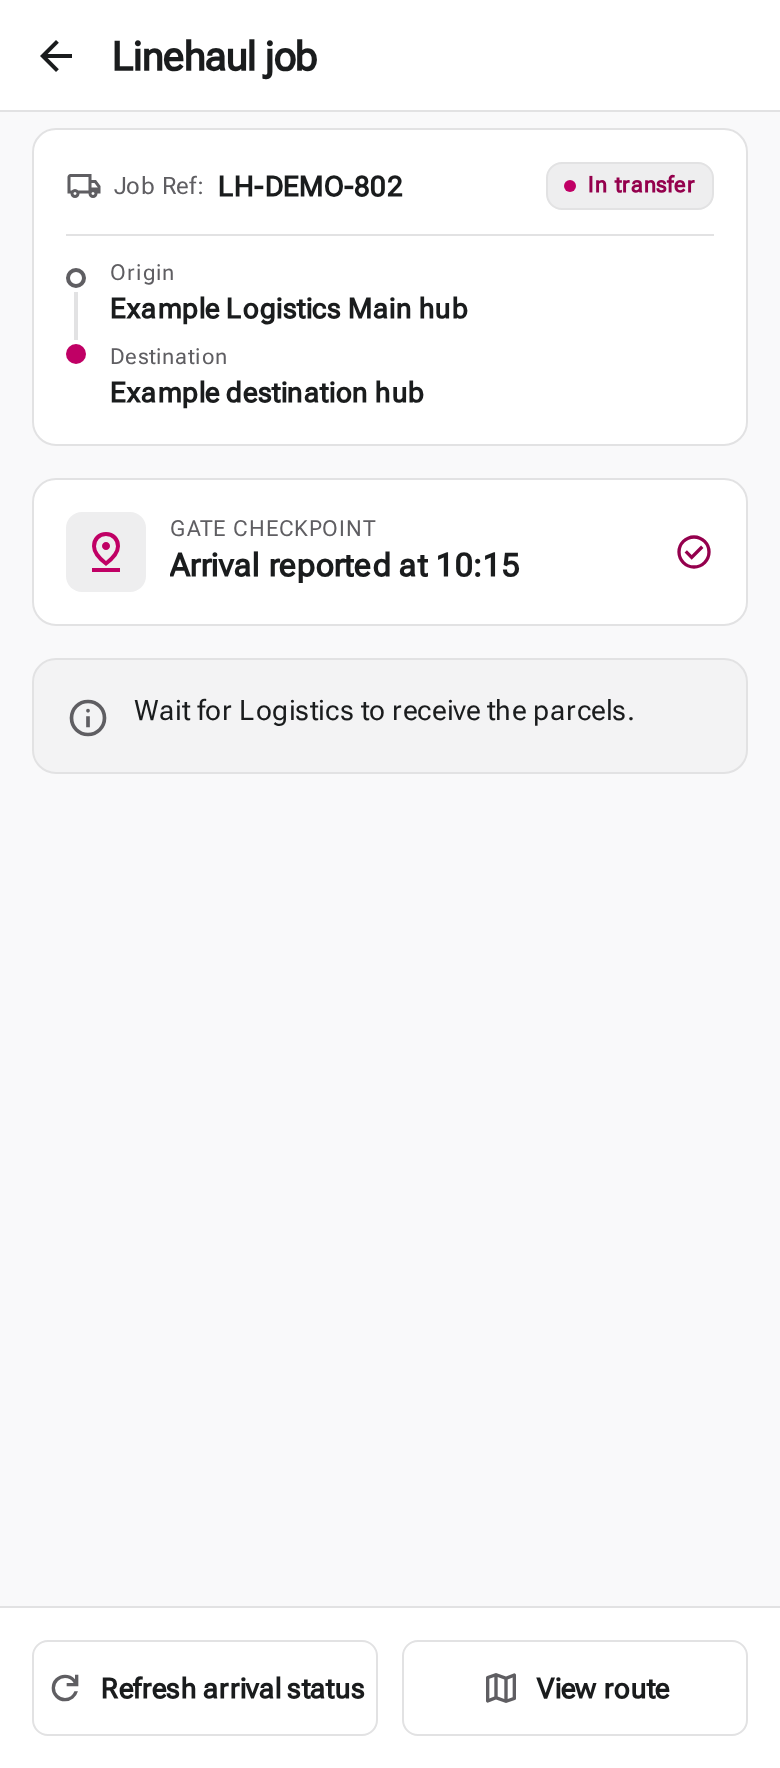 Linehaul job
Job Ref: LH-DEMO-802
In transfer
Origin
Example Logistics Main hub
Destination
Example destination hub
GATE CHECKPOINT
Arrival reported at 10:15
Wait for Logistics to receive the parcels.
Refresh arrival status
View route